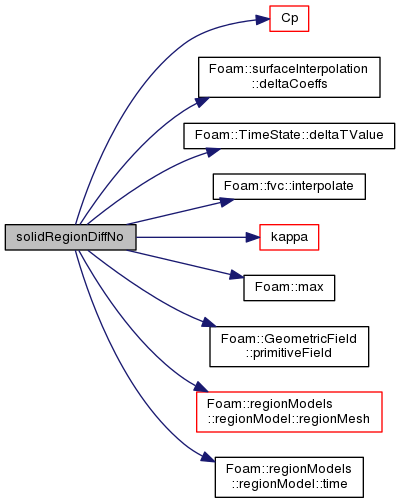 Cp
Foam::surfaceInterpolation
::deltaCoeffs
Foam::TimeState::deltaTValue
Foam::fvc::interpolate
solidRegionDiffNo
kappa
Foam::max
Foam::GeometricField
::primitiveField
Foam::regionModels
::regionModel::regionMesh
Foam::regionModels
::regionModel::time